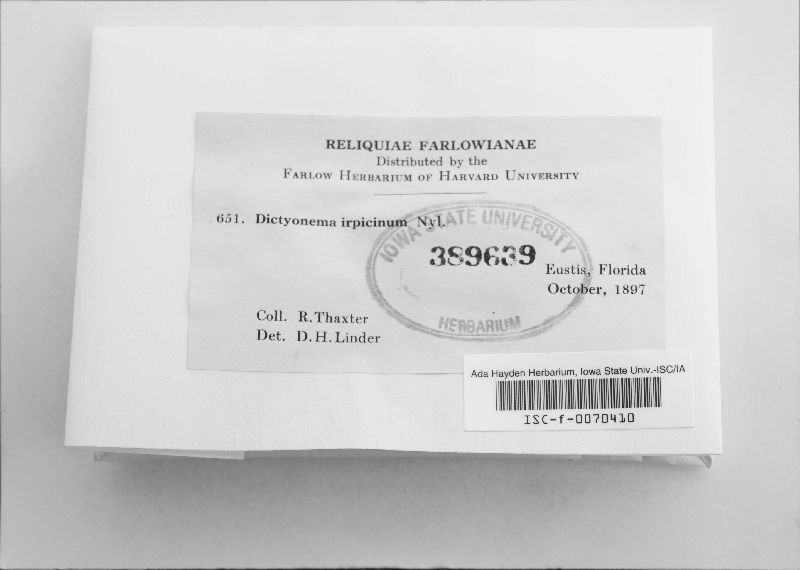 RELIQUIAE FARLOWIANAE
Distributed by the
FARLOW HERBARIUM OF HARVARD UNIVERSITY
651. Dictyonema irpicinum Nyl.
IOWA STATE UNIVERSITY
389639
HERBARIUM
Eustis, Florida
October, 1897
Coll. R. Thaxter
Det. D. H. Linder
Ada Hayden Herbarium, Iowa State Univ.-ISC/IA
ISC-f-0070410